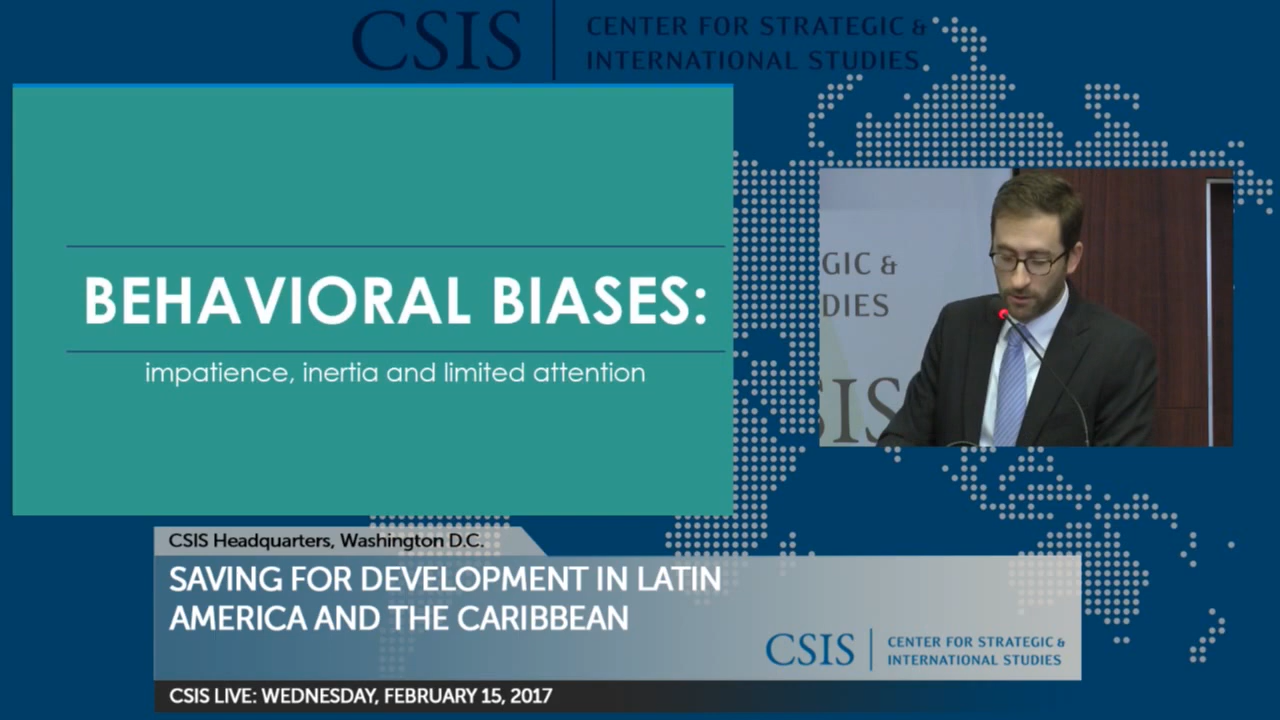 CSIS
CENTER FOR STRATEGIC &
INTERNATIONAL STUDIES
BEHAVIORAL BIASES:
impatience, inertia and limited attention
GIC &
DIES
SIS
CSIS Headquarters, Washington D.C.
SAVING FOR DEVELOPMENT IN LATIN
AMERICA AND THE CARIBBEAN
CSIS
CENTER FOR STRATEGIC &
INTERNATIONAL STUDIES
CSIS LIVE: WEDNESDAY, FEBRUARY 15, 2017